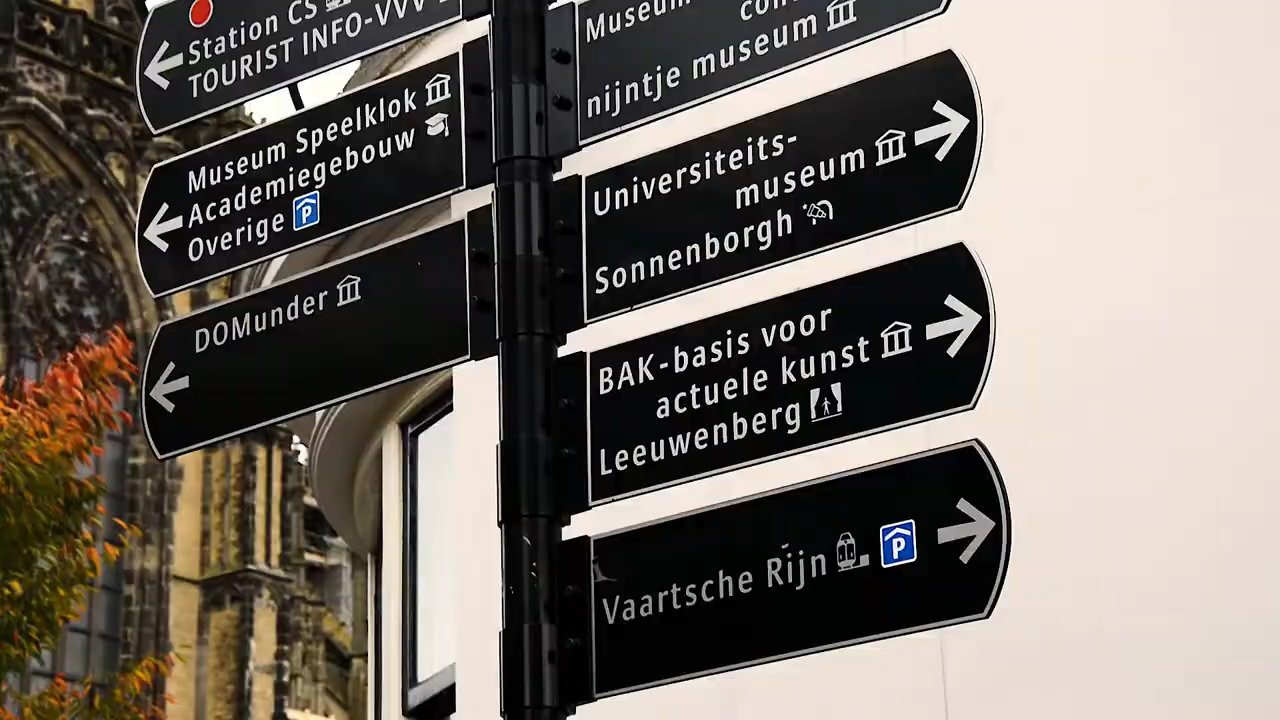 Station CS
TOURIST INFO-VVV
Museum Speelklok
Academiegebouw
Overige P
DOMunder
Museum
nijntje museum
Universiteits-
museum
Sonnenborgh
BAK-basis voor
actuele kunst
Leeuwenberg
Vaartsche Rijn P